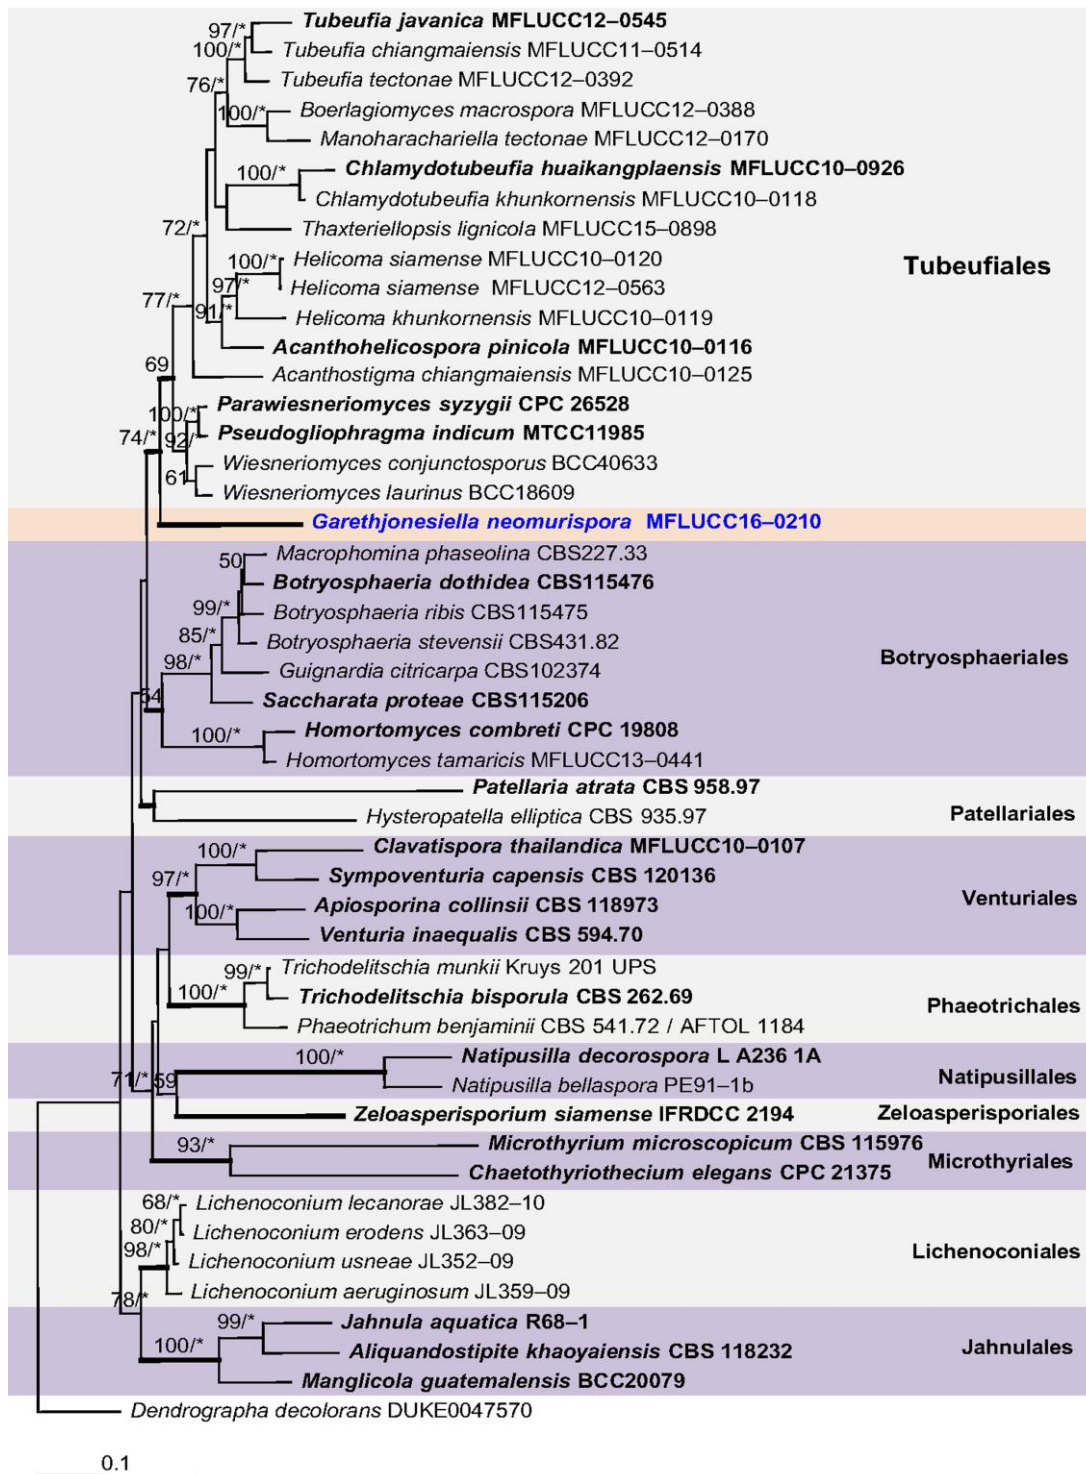 97/*
Tubeufia javanica MFLUCC12–0545
100/*
Tubeufia chiangmaiensis MFLUCC11–0514
76/*
Tubeufia tectonae MFLUCC12–0392
100/*
Boerlagiomyces macrospora MFLUCC12–0388
Manoharachariella tectonae MFLUCC12–0170
100/*
Chlamydotubeufia huaikangplaensis MFLUCC10–0926
Chlamydotubeufia khunkornensis MFLUCC10–0118
72/*
Thaxteriellopsis lignicola MFLUCC15–0898
100/*
Helicoma siamense MFLUCC10–0120
Tubeufiales
97/*
Helicoma siamense MFLUCC12–0563
77/*
91/*
Helicoma khunkornensis MFLUCC10–0119
Acanthohelicospora pinicola MFLUCC10–0116
69
Acanthostigma chiangmaiensis MFLUCC10–0125
100/*
Parawiesneriomyces syzygii CPC 26528
74/*
92/*
Pseudogliophragma indicum MTCC11985
Wiesneriomyces conjunctosporus BCC40633
61
Wiesneriomyces laurinus BCC18609
Garethjonesiella neomurispora MFLUCC16–0210
50
Macrophomina phaseolina CBS227.33
Botryosphaeria dothidea CBS115476
99/*
Botryosphaeria ribis CBS115475
85/*
Botryosphaeria stevensii CBS431.82
Botryosphaeriales
98/*
Guignardia citricarpa CBS102374
54
Saccharata proteae CBS115206
100/*
Homortomyces combreti CPC 19808
Homortomyces tamaricis MFLUCC13–0441
Patellaria atrata CBS 958.97
Hysteropatella elliptica CBS 935.97
Patellariales
100/*
Clavatispora thailandica MFLUCC10–0107
97/*
Sympoventuria capensis CBS 120136
Venturiales
100/*
Apiosporina collinsii CBS 118973
Venturia inaequalis CBS 594.70
99/*
Trichodelitschia munkii Kruys 201 UPS
100/*
Trichodelitschia bisporula CBS 262.69
Phaeotrichales
Phaeotrichum benjaminii CBS 541.72 / AFTOL 1184
100/*
Natipusilla decorospora L A236 1A
71/*
59
Natipusilla bellaspora PE91–1b
Natipusillales
Zeloasperisporium siamense IFRDCC 2194
Zeloasperisporiales
93/*
Microthyrium microscopicum CBS 115976
Microthyriales
Chaetothyriothecium elegans CPC 21375
68/*
Lichenoconium lecanorae JL382–10
80/*
Lichenoconium erodens JL363–09
98/*
Lichenoconium usneae JL352–09
Lichenoconiales
78/*
Lichenoconium aeruginosum JL359–09
99/*
Jahnula aquatica R68–1
100/*
Aliquandostipite khaoyaiensis CBS 118232
Jahnulales
Manglicola guatemalensis BCC20079
Dendrographa decolorans DUKE0047570
0.1